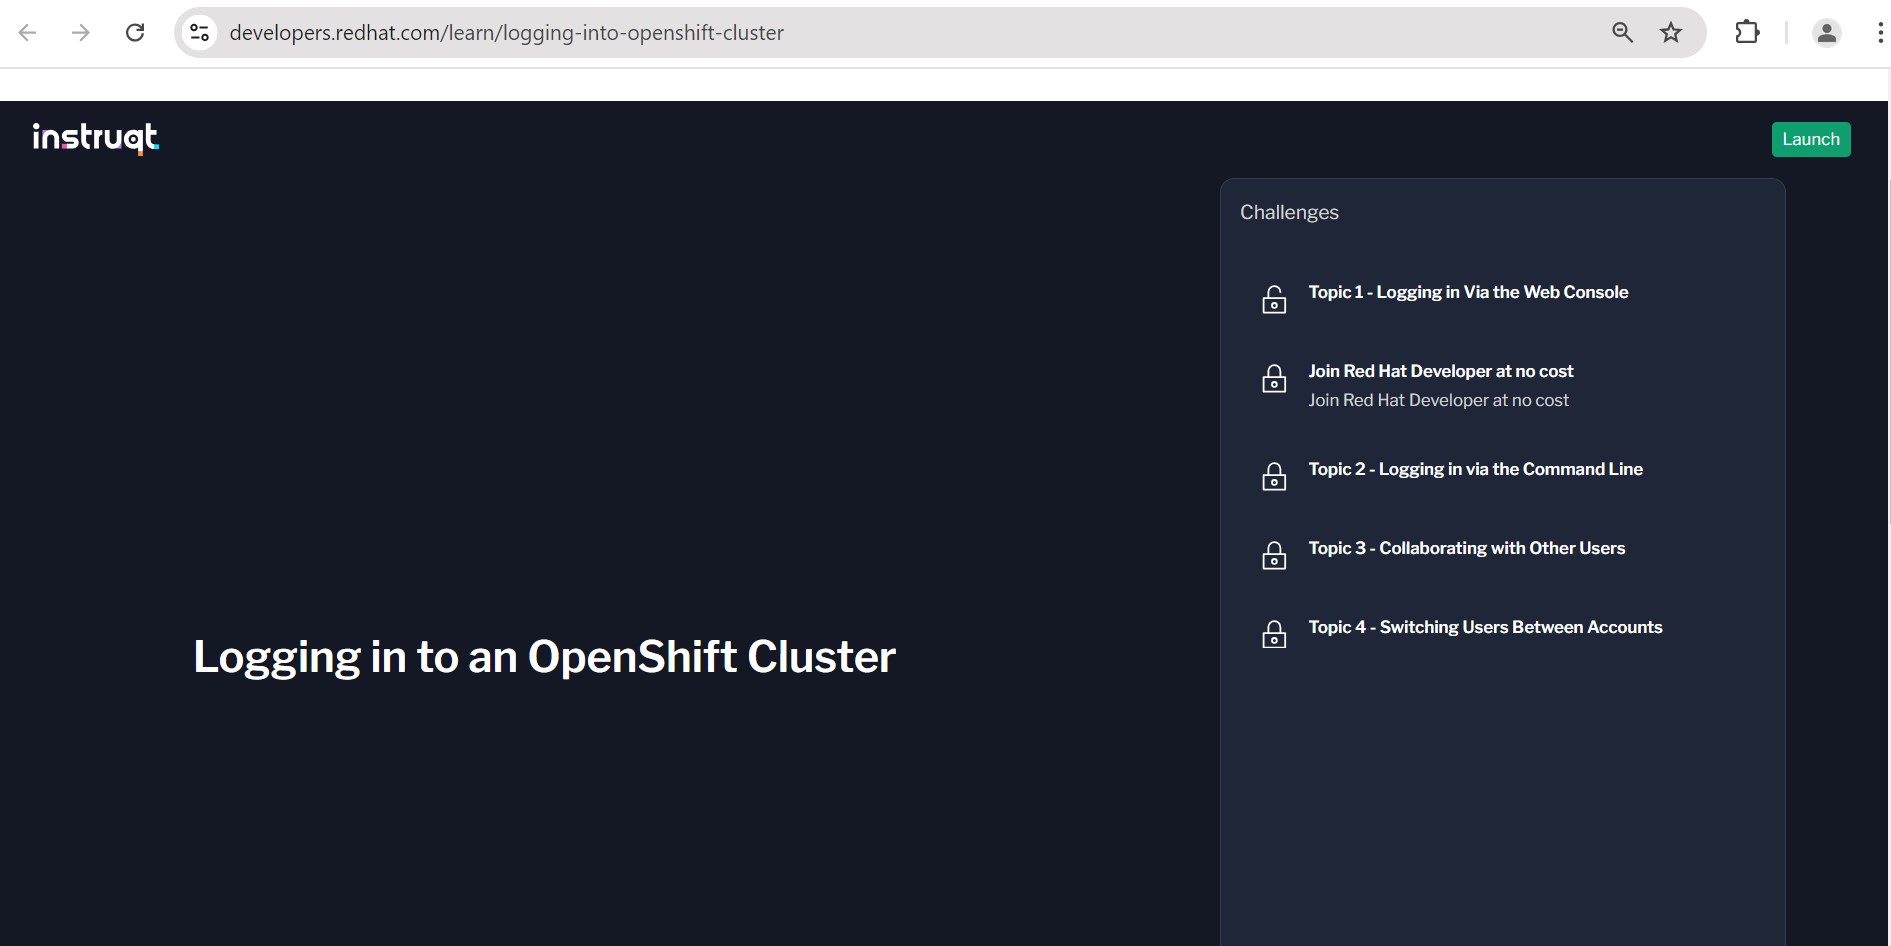 developers.redhat.com/learn/logging-into-openshift-cluster
instruqt
Launch
Challenges
Topic 1 - Logging in Via the Web Console
Join Red Hat Developer at no cost
Join Red Hat Developer at no cost
Topic 2 - Logging in via the Command Line
Topic 3 - Collaborating with Other Users
Topic 4 - Switching Users Between Accounts
Logging in to an OpenShift Cluster